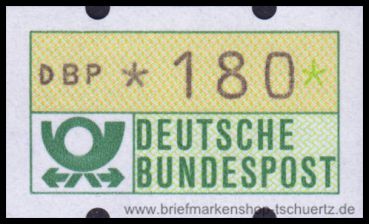 DBP *180*
DEUTSCHE
BUNDESPOST
www.briefmarkenshop-tschuertz.de